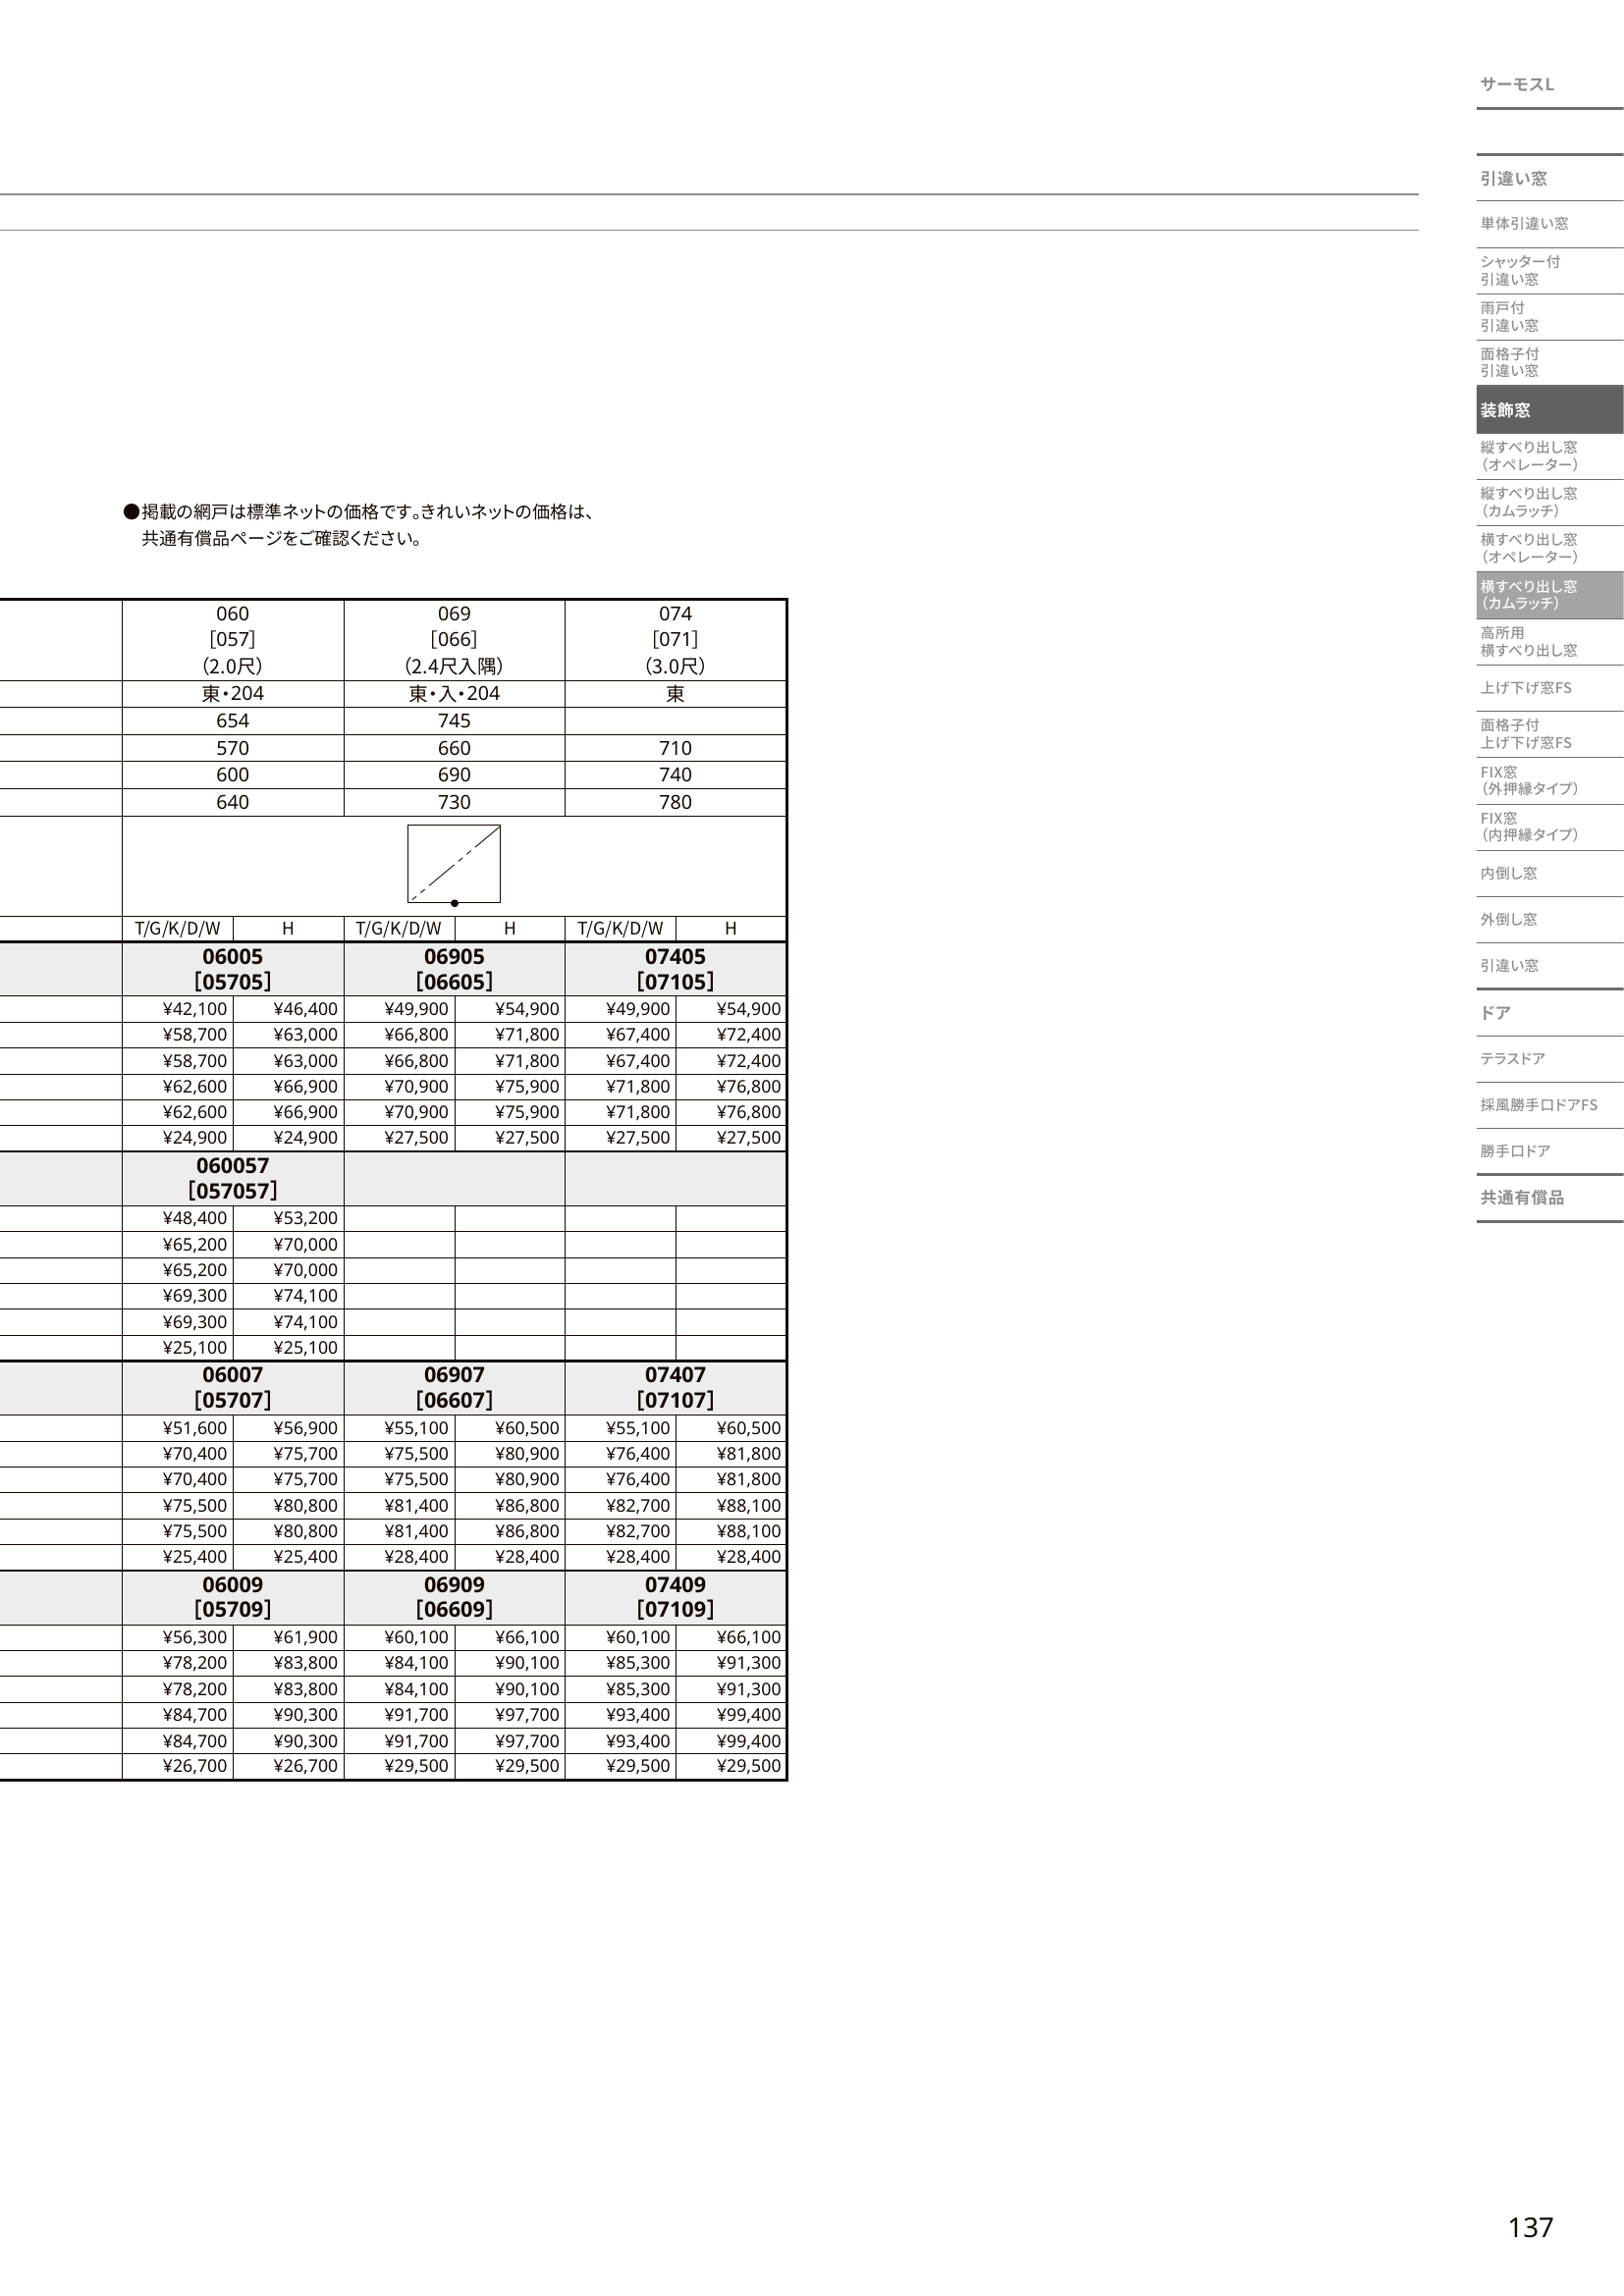 サーモスL
引違い窓
単体引違い窓
シャッター付
引違い窓
雨戸付
引違い窓
面格子付
引違い窓
装飾窓
縦すべり出し窓
（オペレーター）
縦すべり出し窓
（カムラッチ）
横すべり出し窓
（オペレーター）
横すべり出し窓
（カムラッチ）
高所用
横すべり出し窓
上げ下げ窓FS
面格子付
上げ下げ窓FS
FIX窓
（外押縁タイプ）
FIX窓
（内押縁タイプ）
内倒し窓
外倒し窓
引違い窓
ドア
テラスドア
採風勝手口ドアFS
勝手口ドア
共通有償品
●掲載の網戸は標準ネットの価格です。きれいネットの価格は、
共通有償品ページをご確認ください。
060 069 074
［057］ ［066］ ［071］
（2.0尺） （2.4尺入隅） （3.0尺）
東・204 東・入・204 東
654 745
570 660 710
600 690 740
640 730 780
T/G/K/D/W H T/G/K/D/W H T/G/K/D/W H
06005 06905 07405
［05705］ ［06605］ ［07105］
¥42,100 ¥46,400 ¥49,900 ¥54,900 ¥49,900 ¥54,900
¥58,700 ¥63,000 ¥66,800 ¥71,800 ¥67,400 ¥72,400
¥58,700 ¥63,000 ¥66,800 ¥71,800 ¥67,400 ¥72,400
¥62,600 ¥66,900 ¥70,900 ¥75,900 ¥71,800 ¥76,800
¥62,600 ¥66,900 ¥70,900 ¥75,900 ¥71,800 ¥76,800
¥24,900 ¥24,900 ¥27,500 ¥27,500 ¥27,500 ¥27,500
060057
［057057］
¥48,400 ¥53,200
¥65,200 ¥70,000
¥65,200 ¥70,000
¥69,300 ¥74,100
¥69,300 ¥74,100
¥25,100 ¥25,100
06007 06907 07407
［05707］ ［06607］ ［07107］
¥51,600 ¥56,900 ¥55,100 ¥60,500 ¥55,100 ¥60,500
¥70,400 ¥75,700 ¥75,500 ¥80,900 ¥76,400 ¥81,800
¥70,400 ¥75,700 ¥75,500 ¥80,900 ¥76,400 ¥81,800
¥75,500 ¥80,800 ¥81,400 ¥86,800 ¥82,700 ¥88,100
¥75,500 ¥80,800 ¥81,400 ¥86,800 ¥82,700 ¥88,100
¥25,400 ¥25,400 ¥28,400 ¥28,400 ¥28,400 ¥28,400
06009 06909 07409
［05709］ ［06609］ ［07109］
¥56,300 ¥61,900 ¥60,100 ¥66,100 ¥60,100 ¥66,100
¥78,200 ¥83,800 ¥84,100 ¥90,100 ¥85,300 ¥91,300
¥78,200 ¥83,800 ¥84,100 ¥90,100 ¥85,300 ¥91,300
¥84,700 ¥90,300 ¥91,700 ¥97,700 ¥93,400 ¥99,400
¥84,700 ¥90,300 ¥91,700 ¥97,700 ¥93,400 ¥99,400
¥26,700 ¥26,700 ¥29,500 ¥29,500 ¥29,500 ¥29,500
137